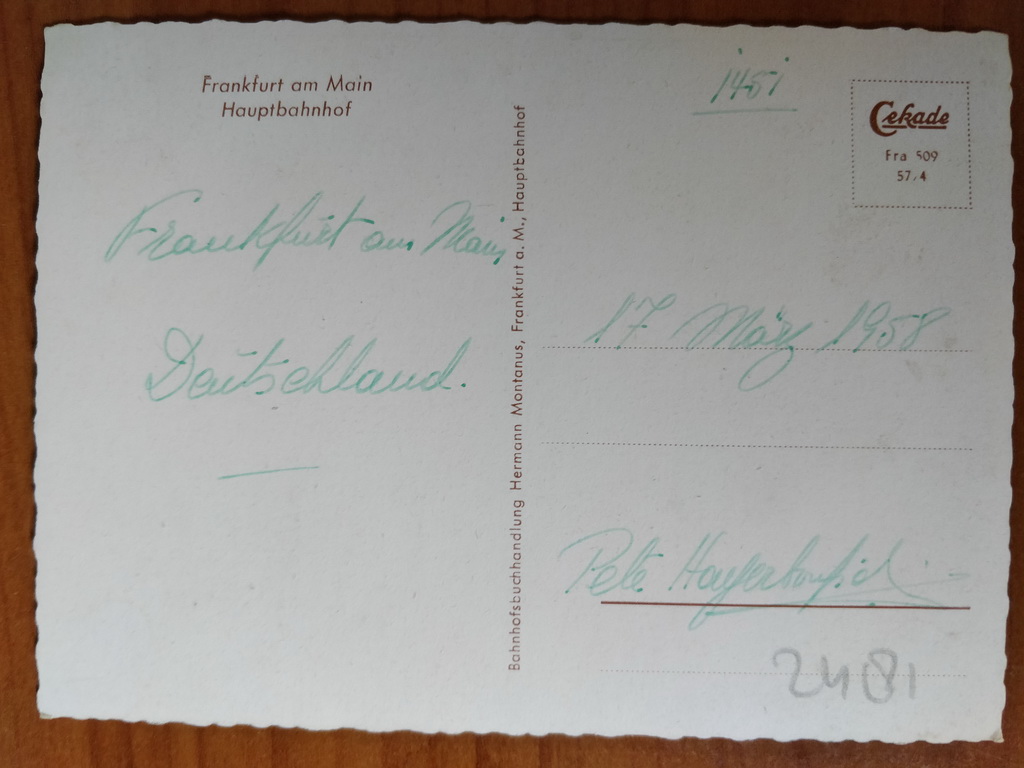 Frankfurt am Main
Hauptbahnhof
Frankfurt am Main,
Deutschland.
Bahnhofsbuchhandlung Hermann Montanus, Frankfurt a. M., Hauptbahnhof
Cekade
Fra 509
57.4
17 März 1958
2481